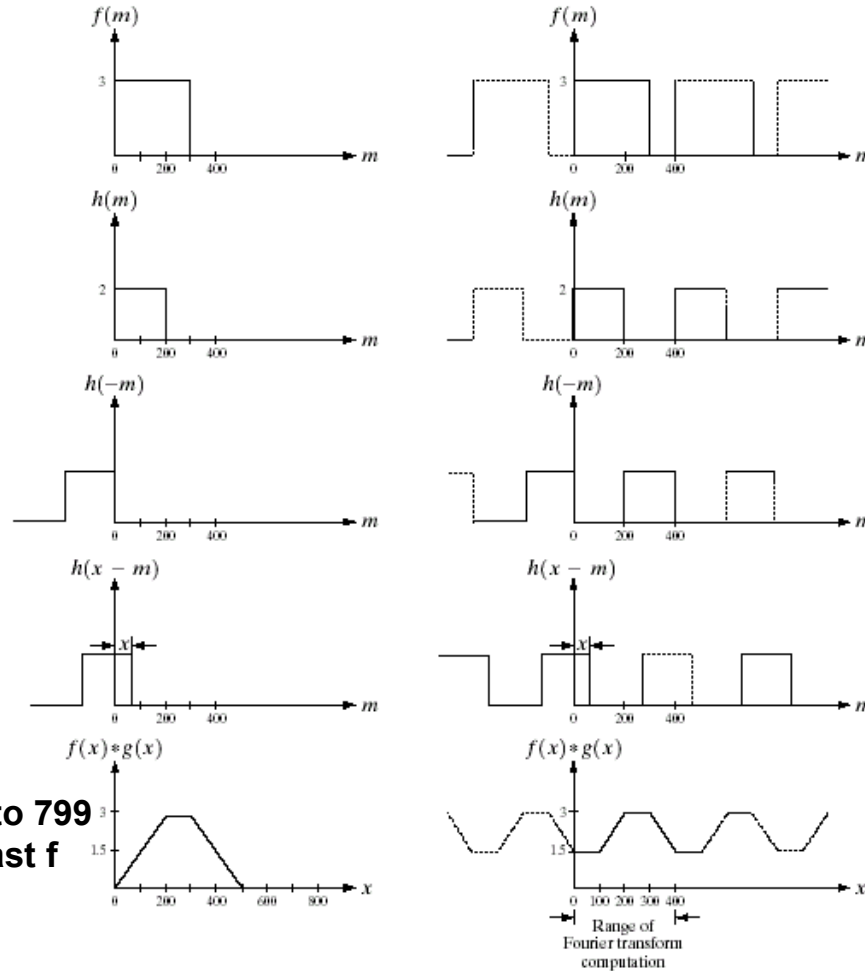 f(m)
f(m)
3
3
0 200 400
m
0 200 400
h(m)
h(m)
2
2
0 200 400
m
0 200 400
h(−m)
h(−m)
0 200 400
m
0 200 400
h(x − m)
h(x − m)
x
x
0 200 400
m
0 200 400
f(x)*g(x)
f(x)*g(x)
to 799
ast f
3
1.5
3
1.5
0 200 400 600 800
x
0 100 200 300 400
x
Range of
Fourier transform
computation